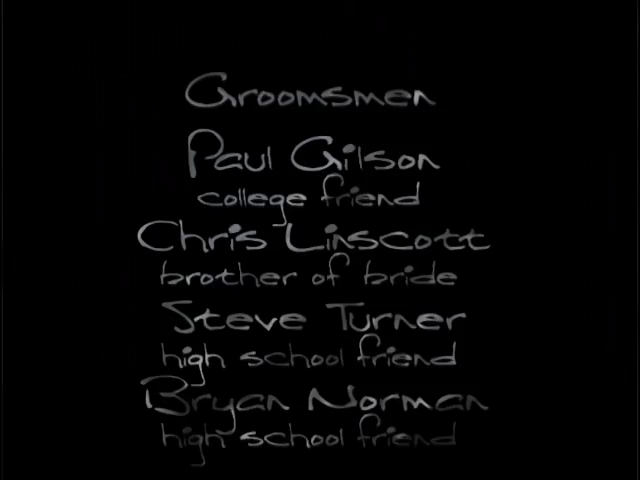 Groomsmen
Paul Gilson
college friend
Chris Linscott
brother of bride
Steve Turner
high school friend
Bryan Norman
high school friend